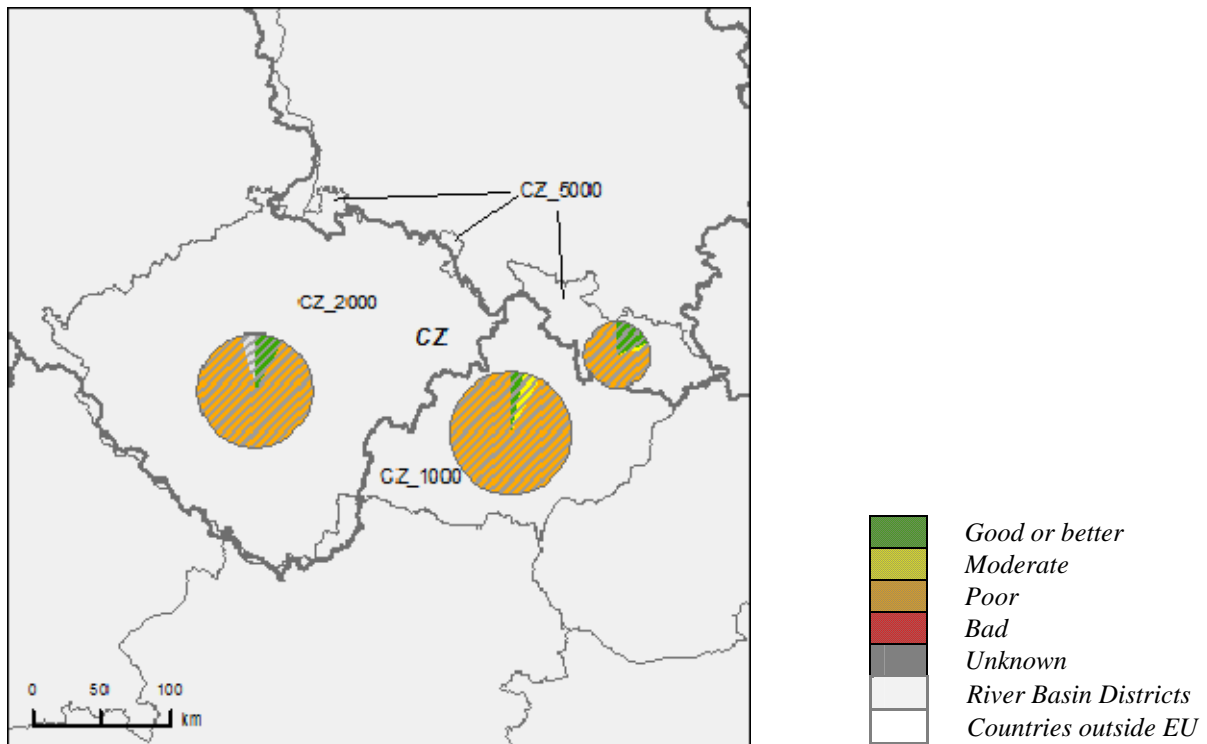 CZ_5000
CZ_2000
CZ
CZ_1000
0 50 100
km
Good or better
Moderate
Poor
Bad
Unknown
River Basin Districts
Countries outside EU